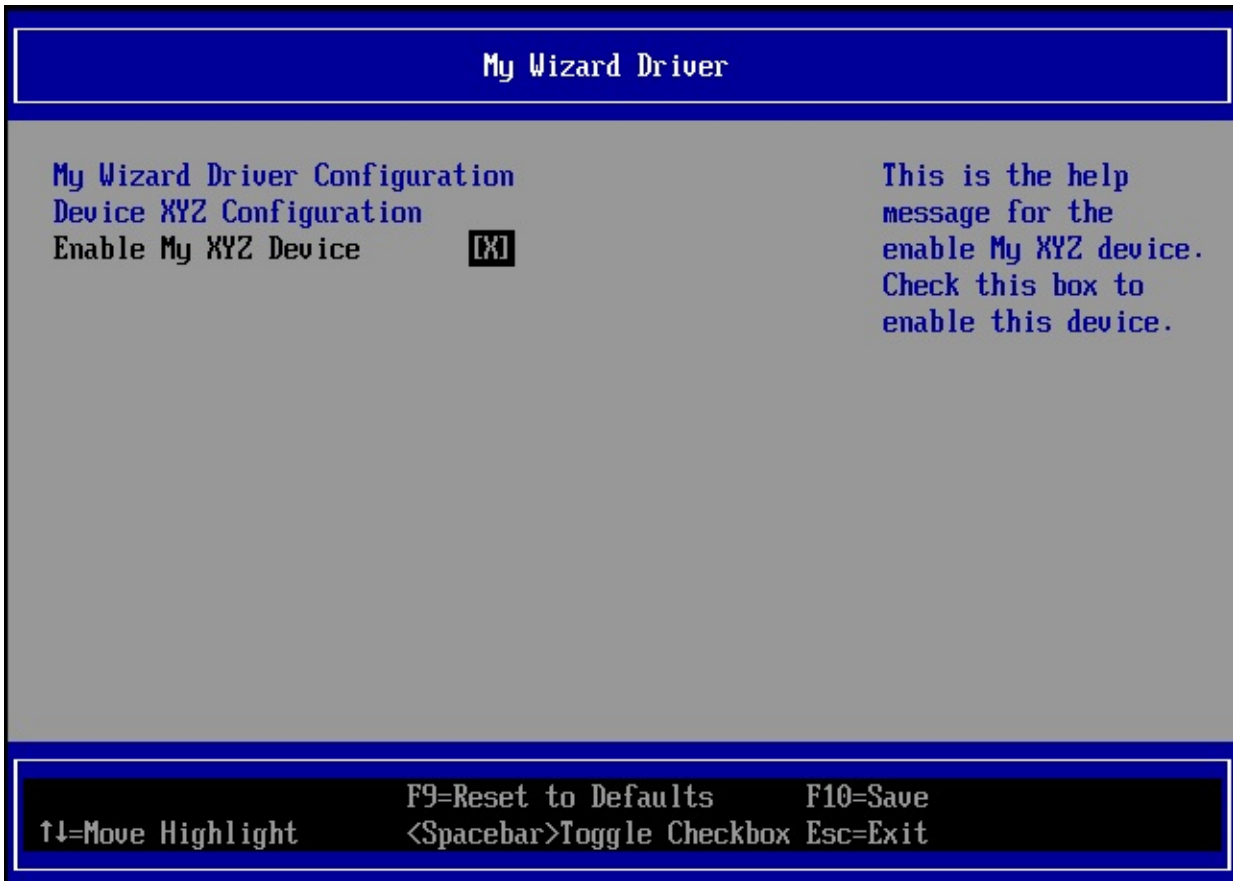 My Wizard Driver
My Wizard Driver Configuration
Device XYZ Configuration
Enable My XYZ Device [X]
This is the help
message for the
enable My XYZ device.
Check this box to
enable this device.
F9=Reset to Defaults F10=Save
↑↓=Move Highlight <Spacebar>Toggle Checkbox Esc=Exit